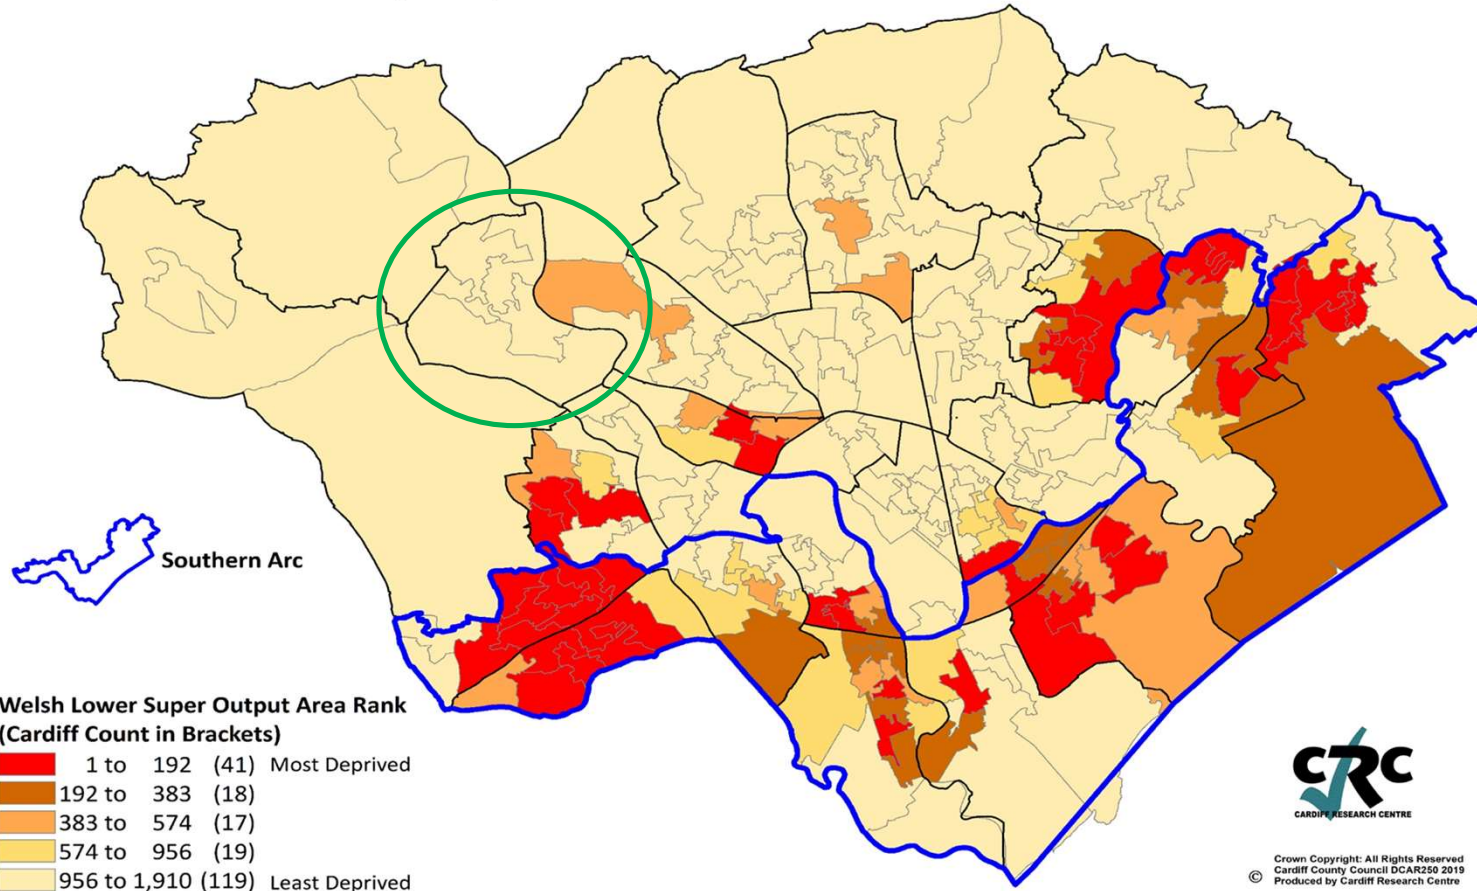 Southern Arc
Welsh Lower Super Output Area Rank
(Cardiff Count in Brackets)
1 to 192 (41) Most Deprived
192 to 383 (18)
383 to 574 (17)
574 to 956 (19)
956 to 1,910 (119) Least Deprived
CRC
CARDIFF RESEARCH CENTRE
Crown Copyright: All Rights Reserved
Cardiff County Council DCAR250 2019
© Produced by Cardiff Research Centre